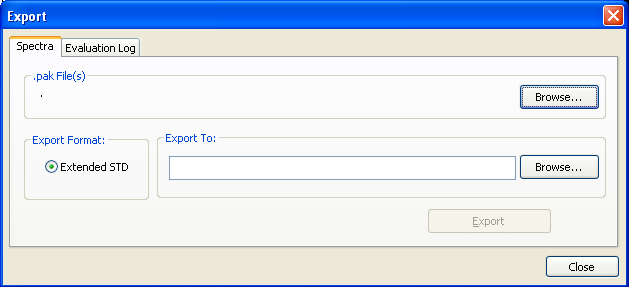 Export
Spectra Evaluation Log
.pak File(s)
.
Browse...
Export Format:
Extended STD
Export To:
Browse...
Export
Close